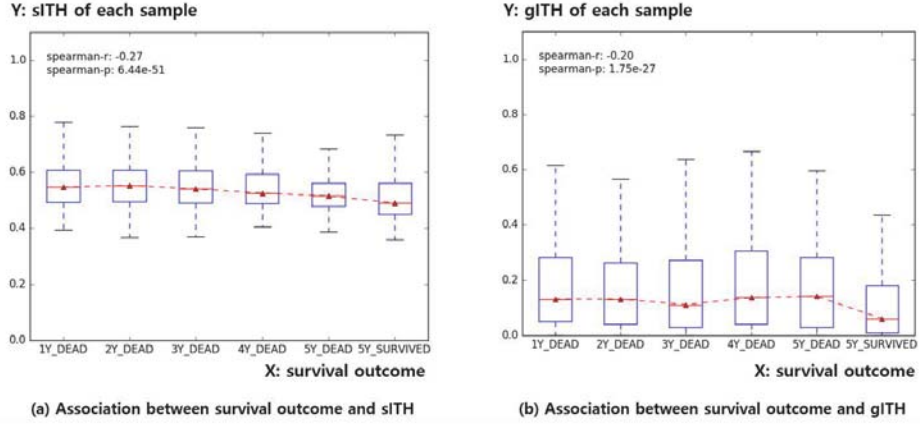 Y: sITH of each sample
spearman-r: -0.27
spearman-p: 6.44e-51
1.0
0.8
0.6
0.4
0.2
0.0
1Y_DEAD 2Y_DEAD 3Y_DEAD 4Y_DEAD 5Y_DEAD 5Y_SURVIVED
X: survival outcome
(a) Association between survival outcome and sITH
Y: gITH of each sample
spearman-r: -0.20
spearman-p: 1.75e-27
1.0
0.8
0.6
0.4
0.2
0.0
1Y_DEAD 2Y_DEAD 3Y_DEAD 4Y_DEAD 5Y_DEAD 5Y_SURVIVED
X: survival outcome
(b) Association between survival outcome and gITH